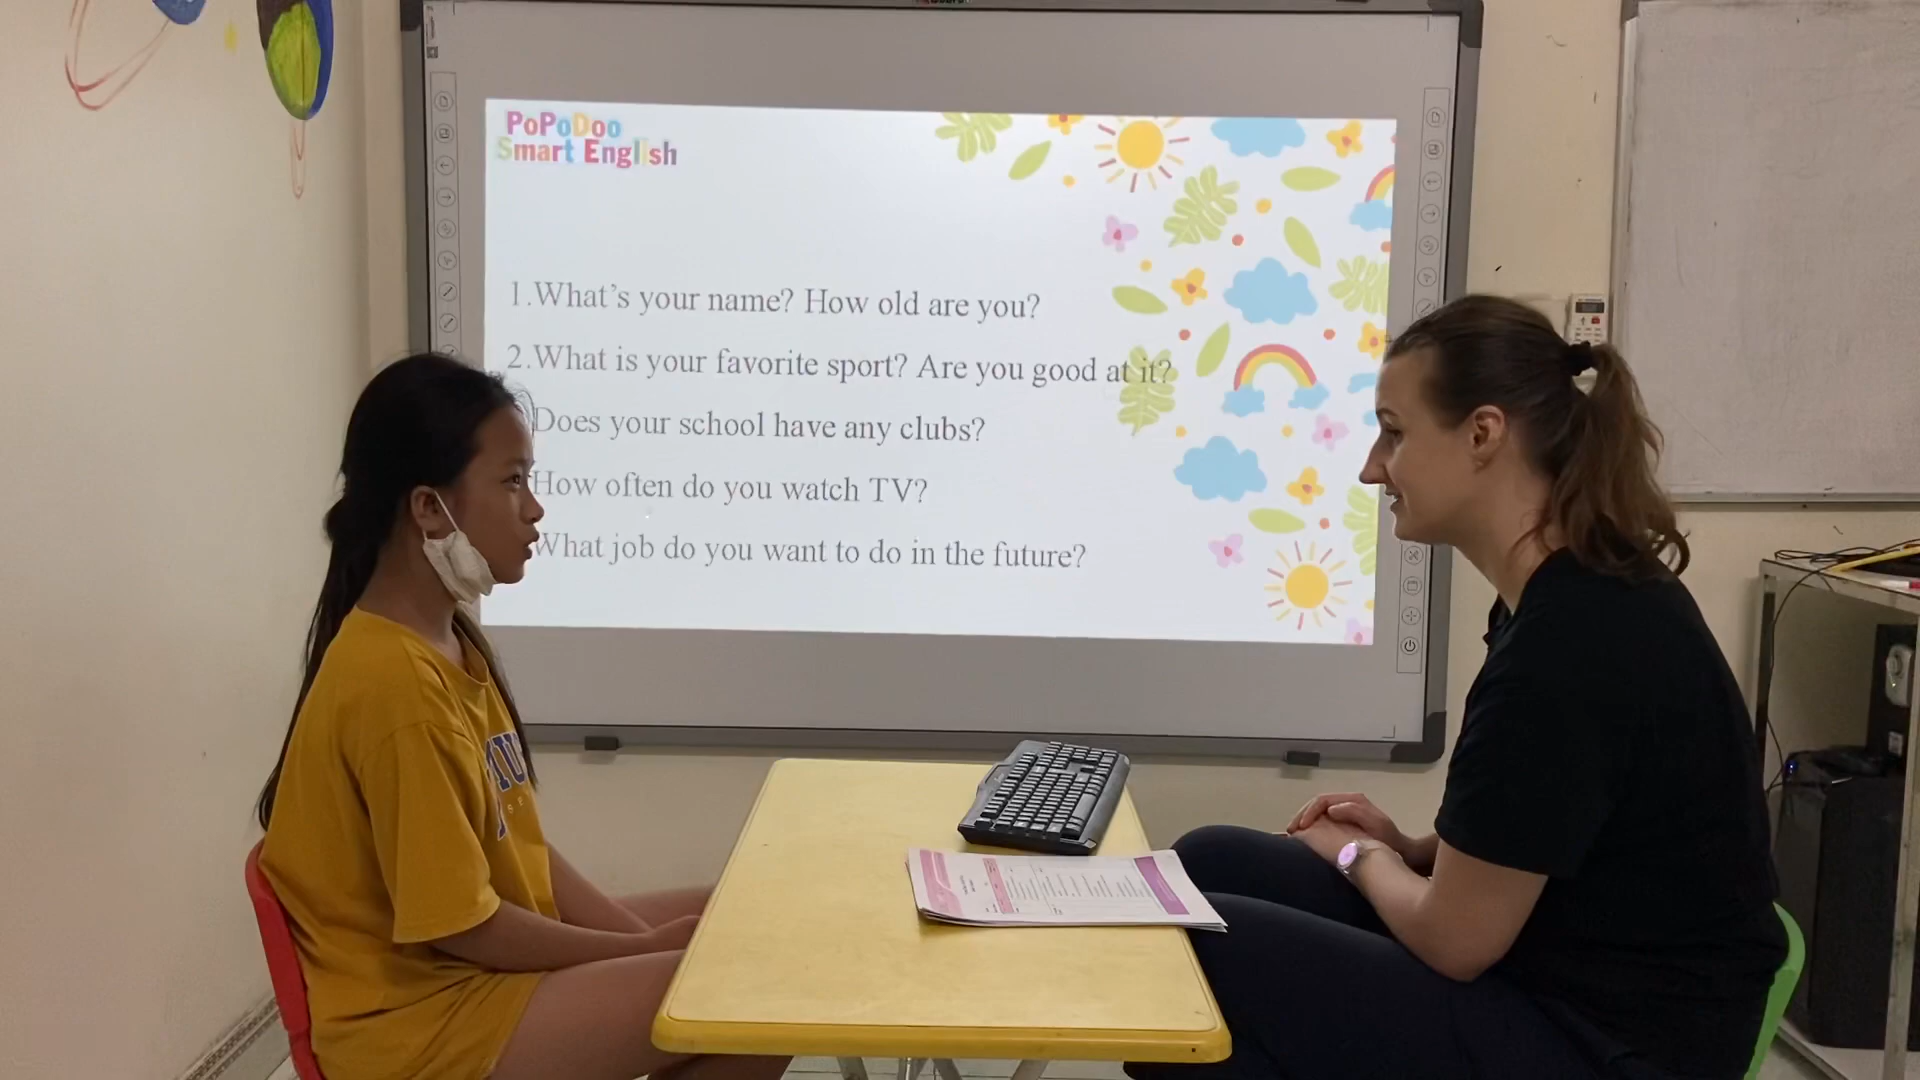 PoPoDoo
Smart English
1.What's your name? How old are you?
2.What is your favorite sport? Are you good at it?
Does your school have any clubs?
How often do you watch TV?
What job do you want to do in the future?